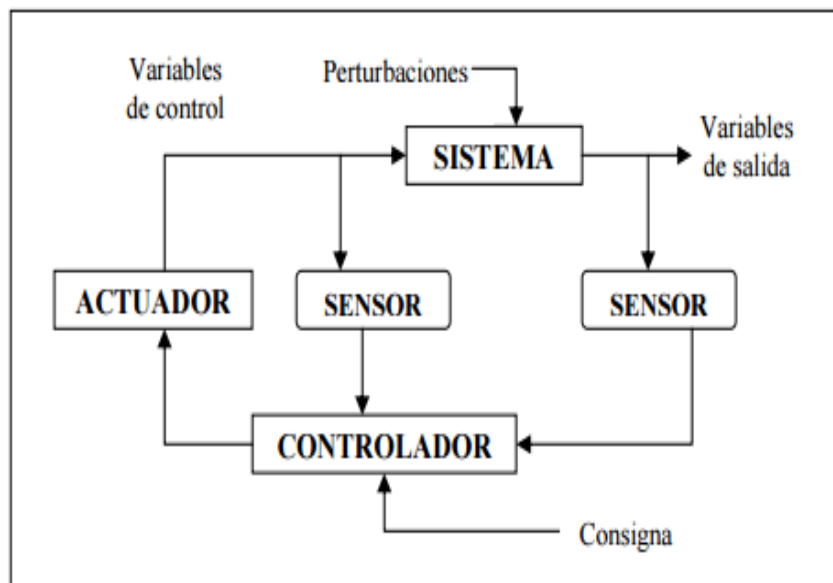 Variables
de control
Perturbaciones
SISTEMA
Variables
de salida
ACTUADOR
SENSOR
SENSOR
CONTROLADOR
Consigna